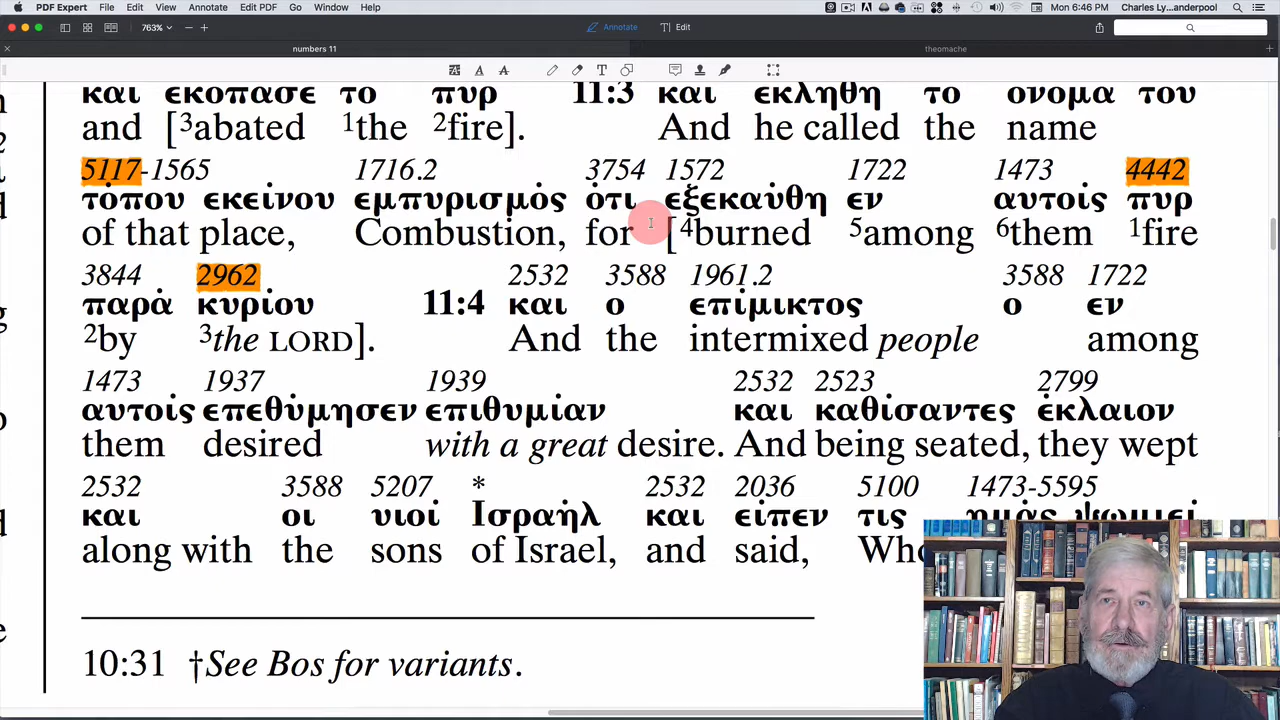 PDF Expert File Edit View Annotate Edit PDF Go Window Help Mon 6:46 PM Charles Ly...anderpool
763% Annotate Edit
numbers 11 theomache
και εκοπασε το πυρ 11:3 και εκληθη το ονομα του
and [³abated ¹the ²fire]. And he called the name
5117-1565 1716.2 3754 1572 1722 1473 4442
τόπου εκείνου εμπυρισμός ότι εξεκαύθη εν αυτοίς πυρ
of that place, Combustion, for [⁴burned ⁵among ⁶them ¹fire
3844 2962 2532 3588 1961.2 3588 1722
παρά κυρίου 11:4 και ο επίμικτος ο εν
²by ³the LORD]. And the intermixed people among
1473 1937 1939 2532 2523 2799
αυτοίς επεθύμησεν επιθυμίαν και καθίσαντες έκλαιον
them desired with a great desire. And being seated, they wept
2532 3588 5207 * 2532 2036 5100 1473-5595
και οι υιοί Ισραήλ και είπεν τις ημάς ψωμιεί
along with the sons of Israel, and said, Who
10:31 †See Bos for variants.